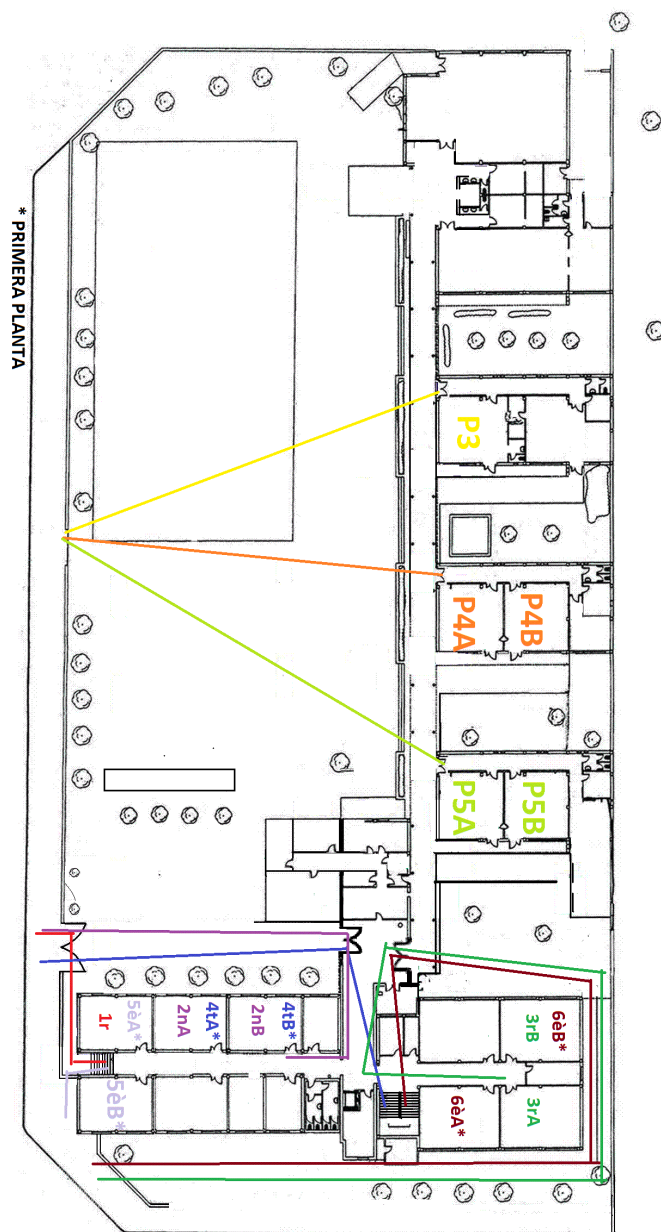 * PRIMERA PLANTA
P3
P4A
P4B
P5A
P5B
1r
5èA*
2nA
4tA*
2nB
4tB*
5èB*
6èB*
3rB
6èA*
3rA